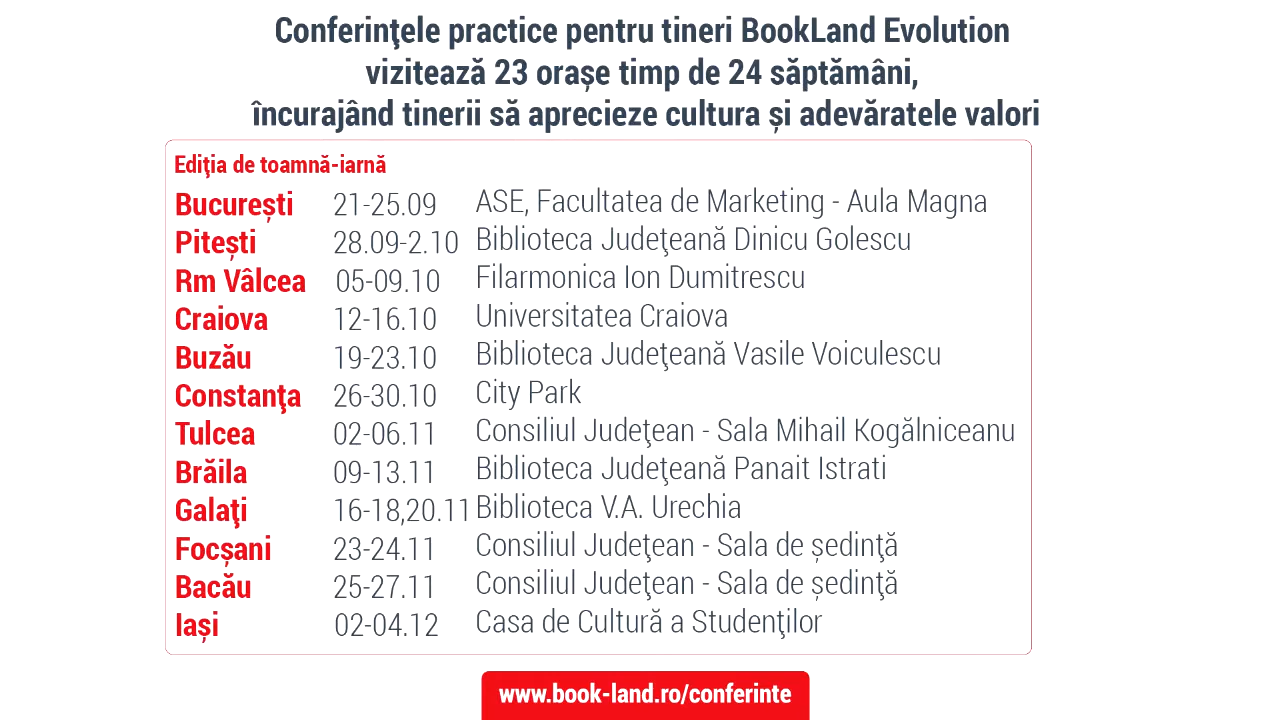 Conferinţele practice pentru tineri BookLand Evolution
vizitează 23 orașe timp de 24 săptămâni,
încurajând tinerii să aprecieze cultura și adevăratele valori
Ediţia de toamnă-iarnă
București 21-25.09 ASE, Facultatea de Marketing - Aula Magna
Pitești 28.09-2.10 Biblioteca Judeţeană Dinicu Golescu
Rm Vâlcea 05-09.10 Filarmonica Ion Dumitrescu
Craiova 12-16.10 Universitatea Craiova
Buzău 19-23.10 Biblioteca Judeţeană Vasile Voiculescu
Constanţa 26-30.10 City Park
Tulcea 02-06.11 Consiliul Judeţean - Sala Mihail Kogălniceanu
Brăila 09-13.11 Biblioteca Judeţeană Panait Istrati
Galaţi 16-18,20.11 Biblioteca V.A. Urechia
Focșani 23-24.11 Consiliul Judeţean - Sala de ședinţă
Bacău 25-27.11 Consiliul Judeţean - Sala de ședinţă
Iași 02-04.12 Casa de Cultură a Studenţilor
www.book-land.ro/conferinte